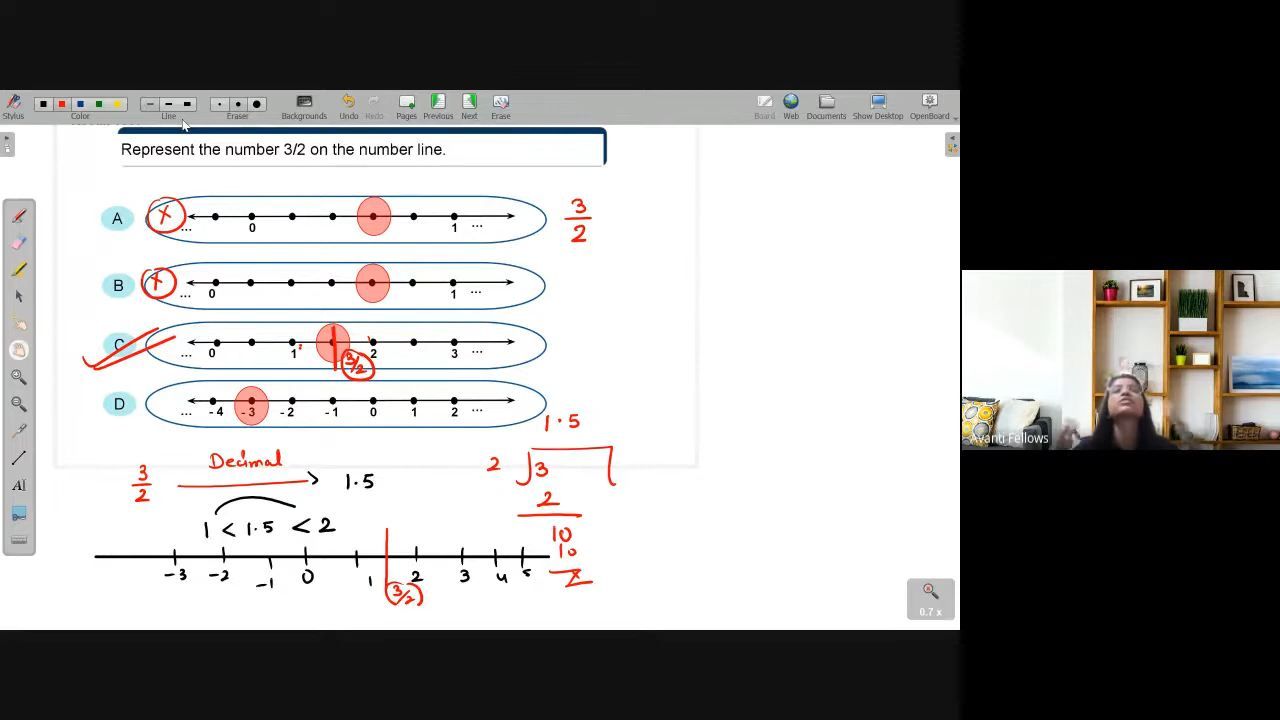 Stylus Color Line Eraser Backgrounds Undo Redo Pages Previous Next Erase Board Web Documents Show Desktop OpenBoard
Represent the number 3/2 on the number line.
A x ... 0 1 ... 3/2
B x ... 0 1 ...
C ... 0 1 2 3 ... 3/2
D ... -4 -3 -2 -1 0 1 2 ...
Avanti Fellows
3/2 Decimal > 1.5
1 < 1.5 < 2
-3 -2 -1 0 1 2 3 4 5
3/2
1.5
2 3
2
10
10
x
0.7 x